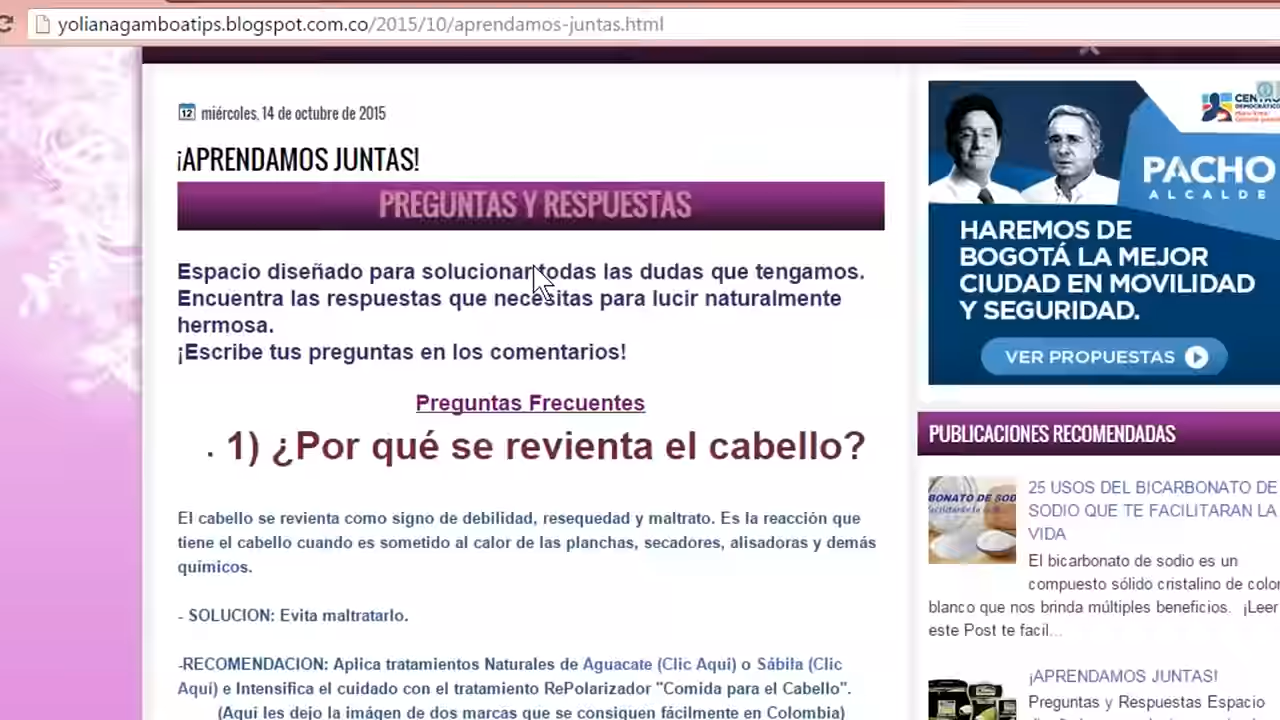 yolianagamboatips.blogspot.com.co/2015/10/aprendamos-juntas.html
12 miércoles, 14 de octubre de 2015
¡APRENDAMOS JUNTAS!
PREGUNTAS Y RESPUESTAS
Espacio diseñado para solucionar todas las dudas que tengamos.
Encuentra las respuestas que necesitas para lucir naturalmente
hermosa.
¡Escribe tus preguntas en los comentarios!
Preguntas Frecuentes
1) ¿Por qué se revienta el cabello?
El cabello se revienta como signo de debilidad, resequedad y maltrato. Es la reacción que
tiene el cabello cuando es sometido al calor de las planchas, secadores, alisadoras y demás
químicos.
- SOLUCION: Evita maltratarlo.
-RECOMENDACION: Aplica tratamientos Naturales de Aguacate (Clic Aquí) o Sábila (Clic
Aquí) e Intensifica el cuidado con el tratamiento RePolarizador "Comida para el Cabello".
(Aquí les dejo la imágen de dos marcas que se consiguen fácilmente en Colombia)
PACHO
ALCALDE
HAREMOS DE
BOGOTÁ LA MEJOR
CIUDAD EN MOVILIDAD
Y SEGURIDAD.
VER PROPUESTAS
PUBLICACIONES RECOMENDADAS
25 USOS DEL BICARBONATO DE
SODIO QUE TE FACILITARAN LA
VIDA
El bicarbonato de sodio es un
compuesto sólido cristalino de color
blanco que nos brinda múltiples beneficios. ¡Leer
este Post te facil...
¡APRENDAMOS JUNTAS!
Preguntas y Respuestas Espacio